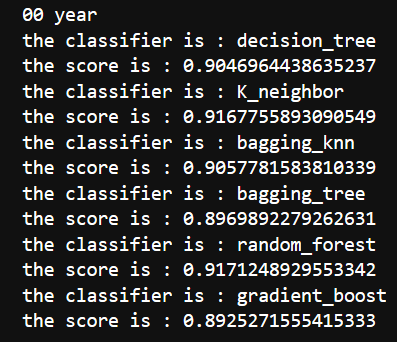 00 year
the classifier is : decision_tree
the score is : 0.9046964438635237
the classifier is : K_neighbor
the score is : 0.9167755893090549
the classifier is : bagging_knn
the score is : 0.9057781583810339
the classifier is : bagging_tree
the score is : 0.8969892279262631
the classifier is : random_forest
the score is : 0.9171248929553342
the classifier is : gradient_boost
the score is : 0.8925271555415333